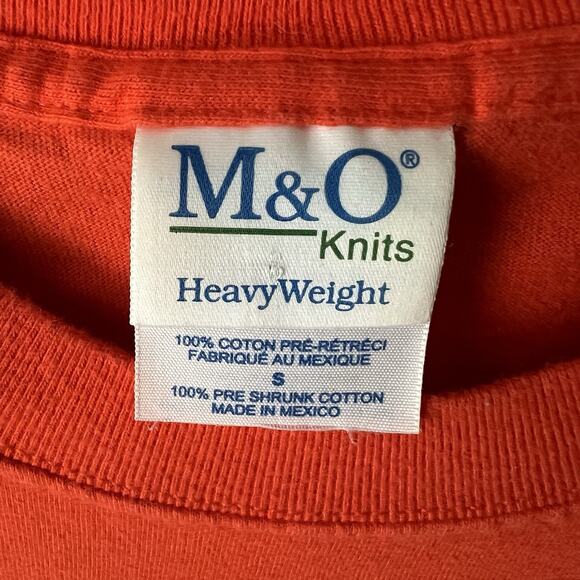 M&O®
Knits
HeavyWeight
100% COTON PRÉ-RÉTRÉCI
FABRIQUÉ AU MEXIQUE
S
100% PRE SHRUNK COTTON
MADE IN MEXICO